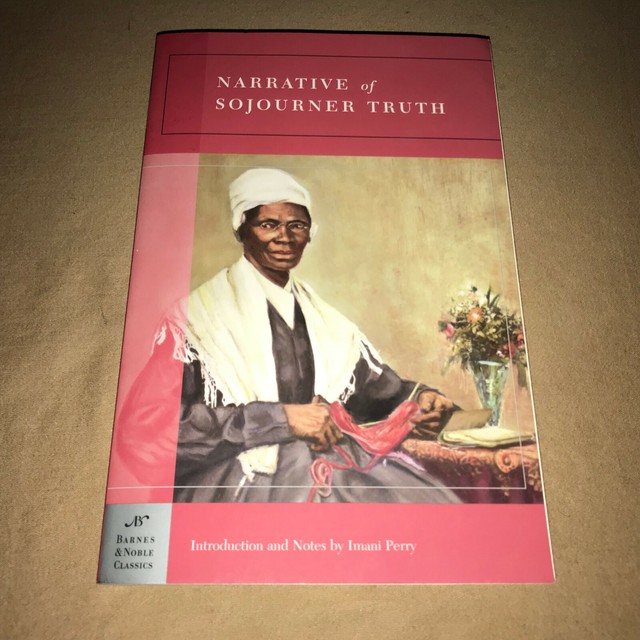 NARRATIVE of
SOJOURNER TRUTH
BARNES
& NOBLE
CLASSICS
Introduction and Notes by Imani Perry